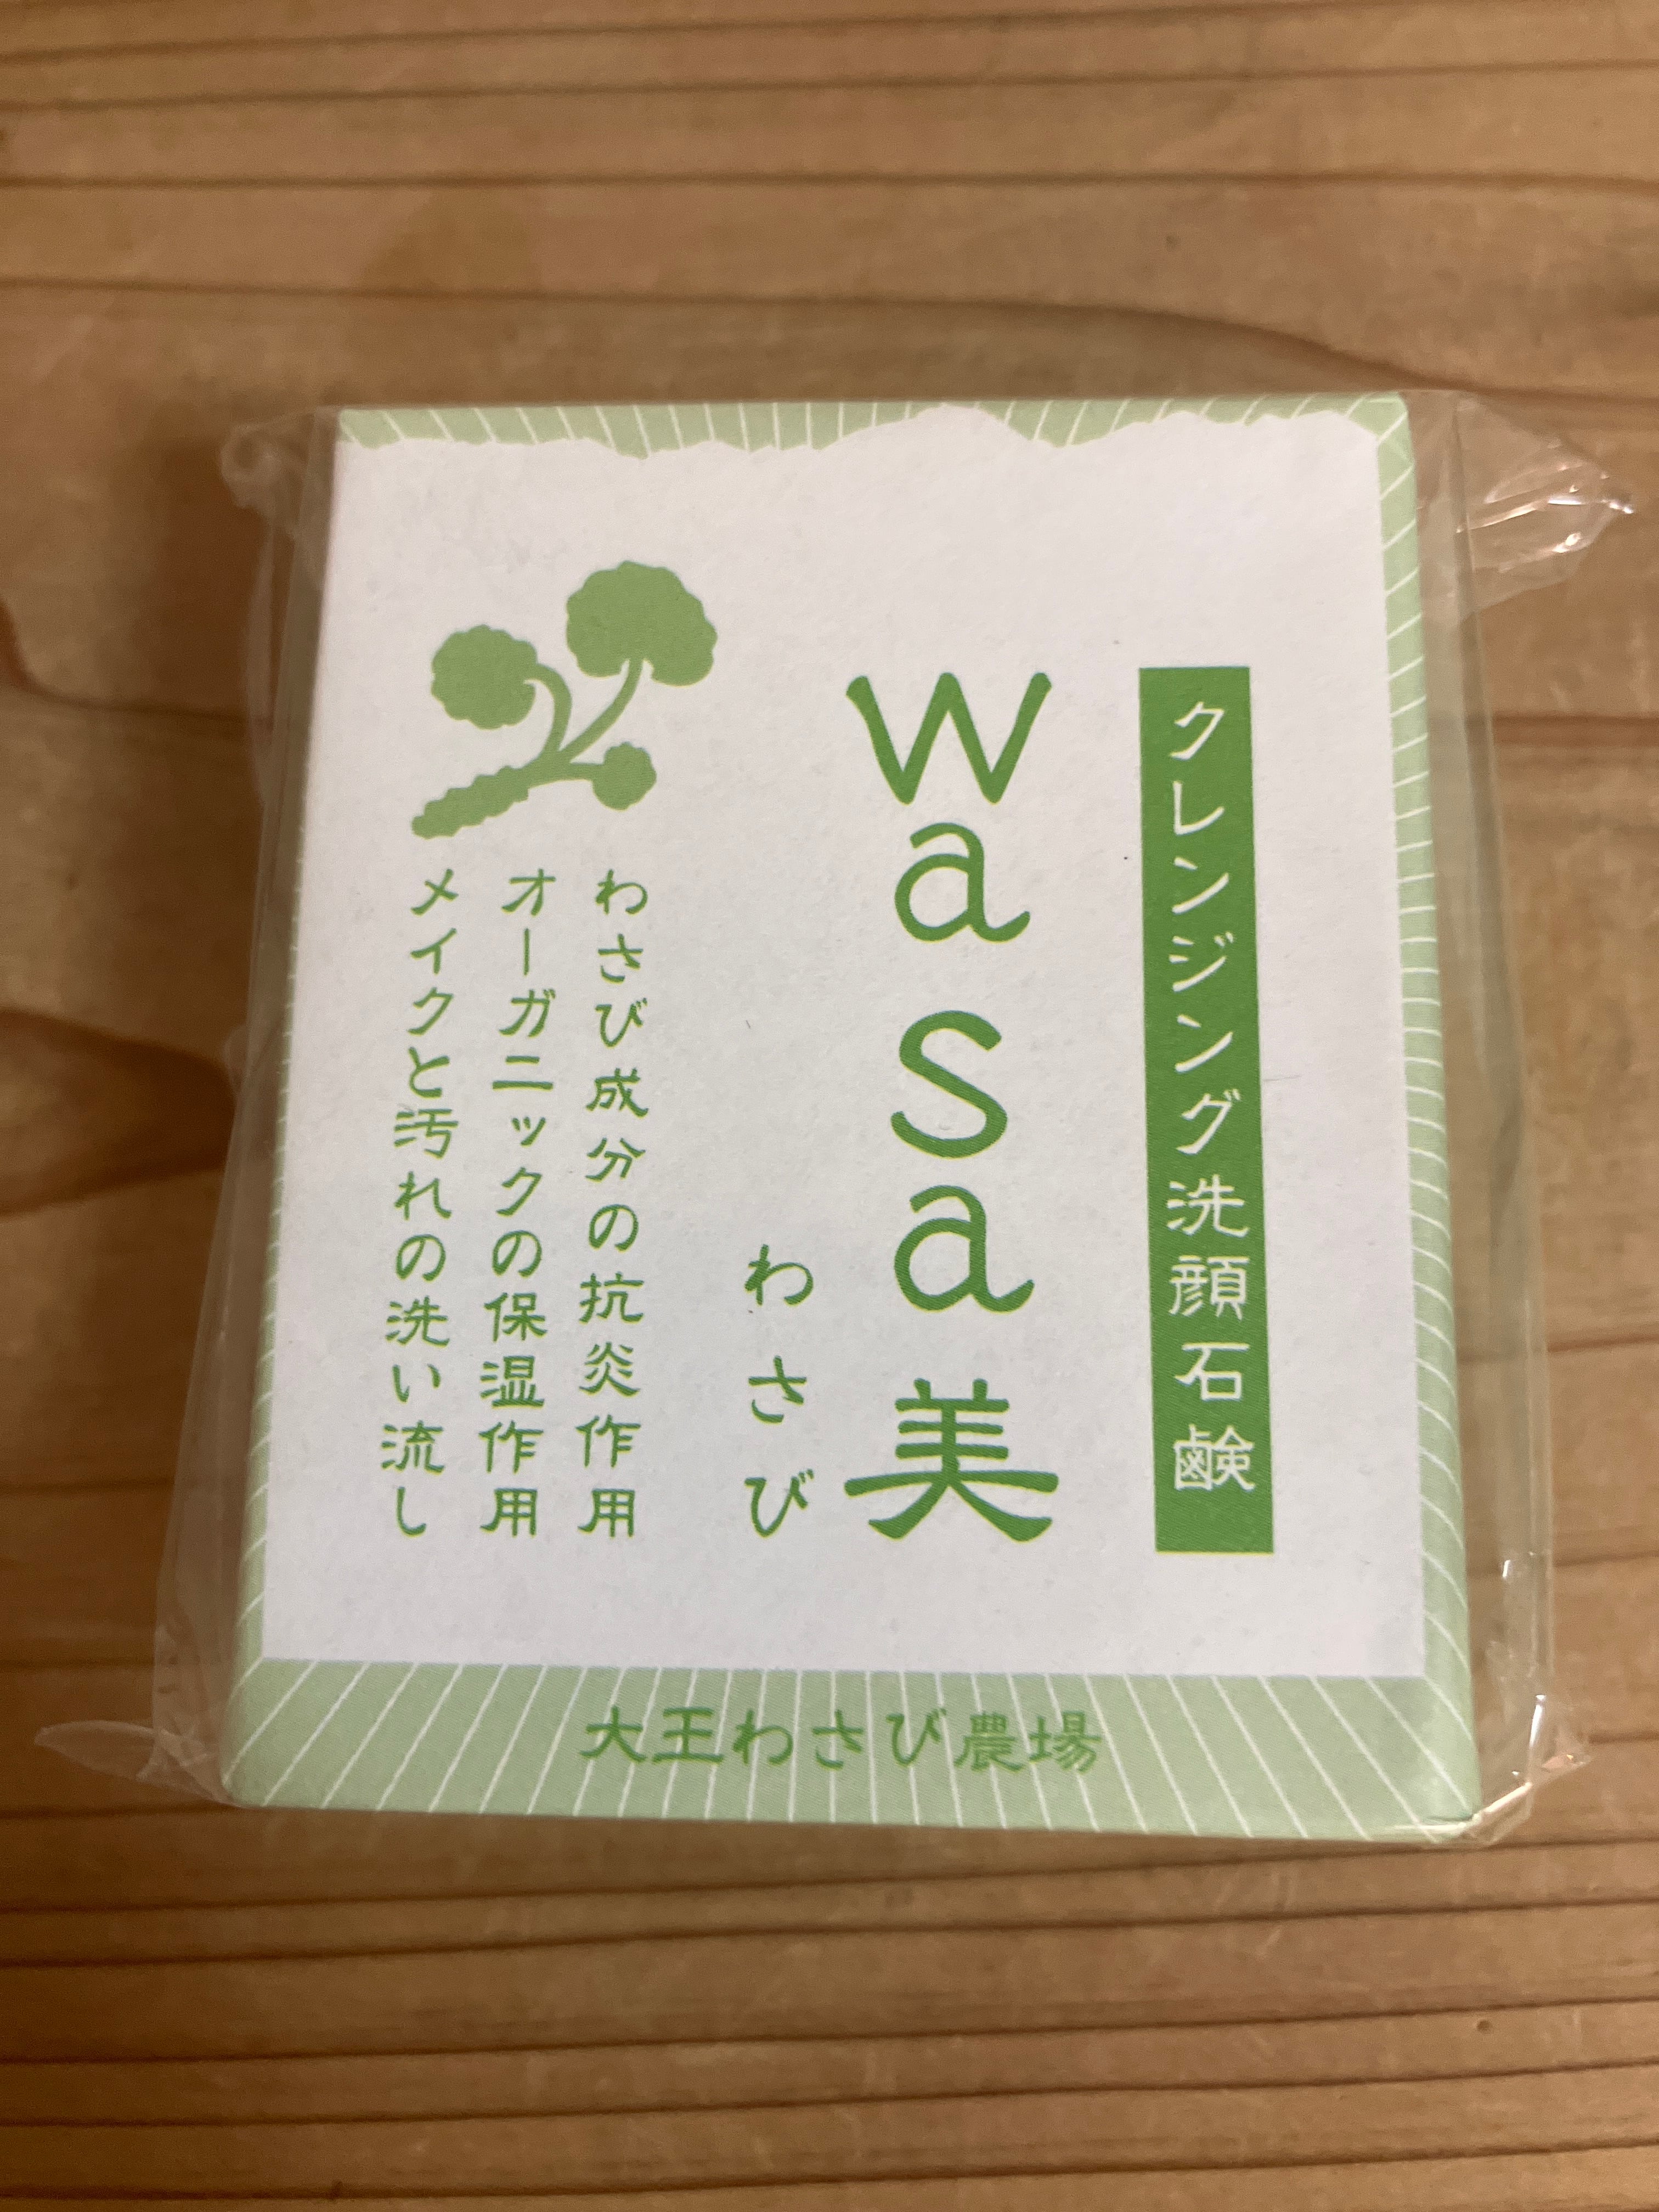 クレンジング洗顔石鹸
wasa美
わさび
わさび成分の抗炎作用
オーガニックの保温作用
メイクと汚れの洗い流し
大王わさび農場